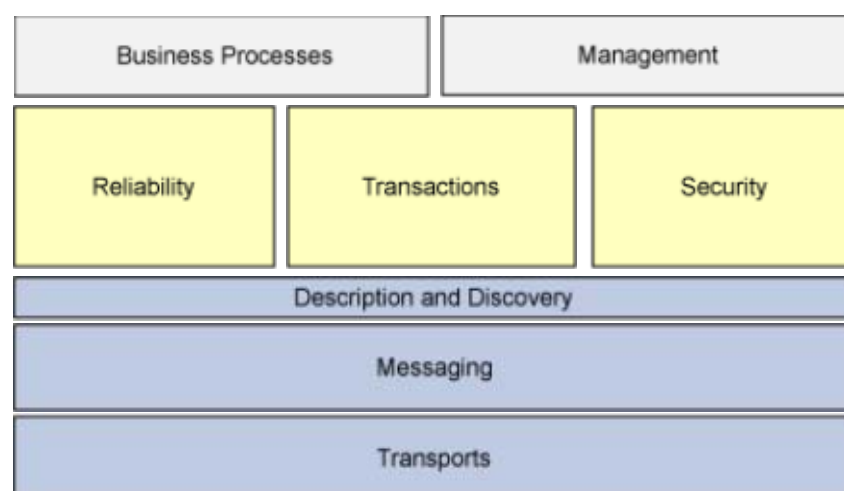 Business Processes
Management
Reliability
Transactions
Security
Description and Discovery
Messaging
Transports